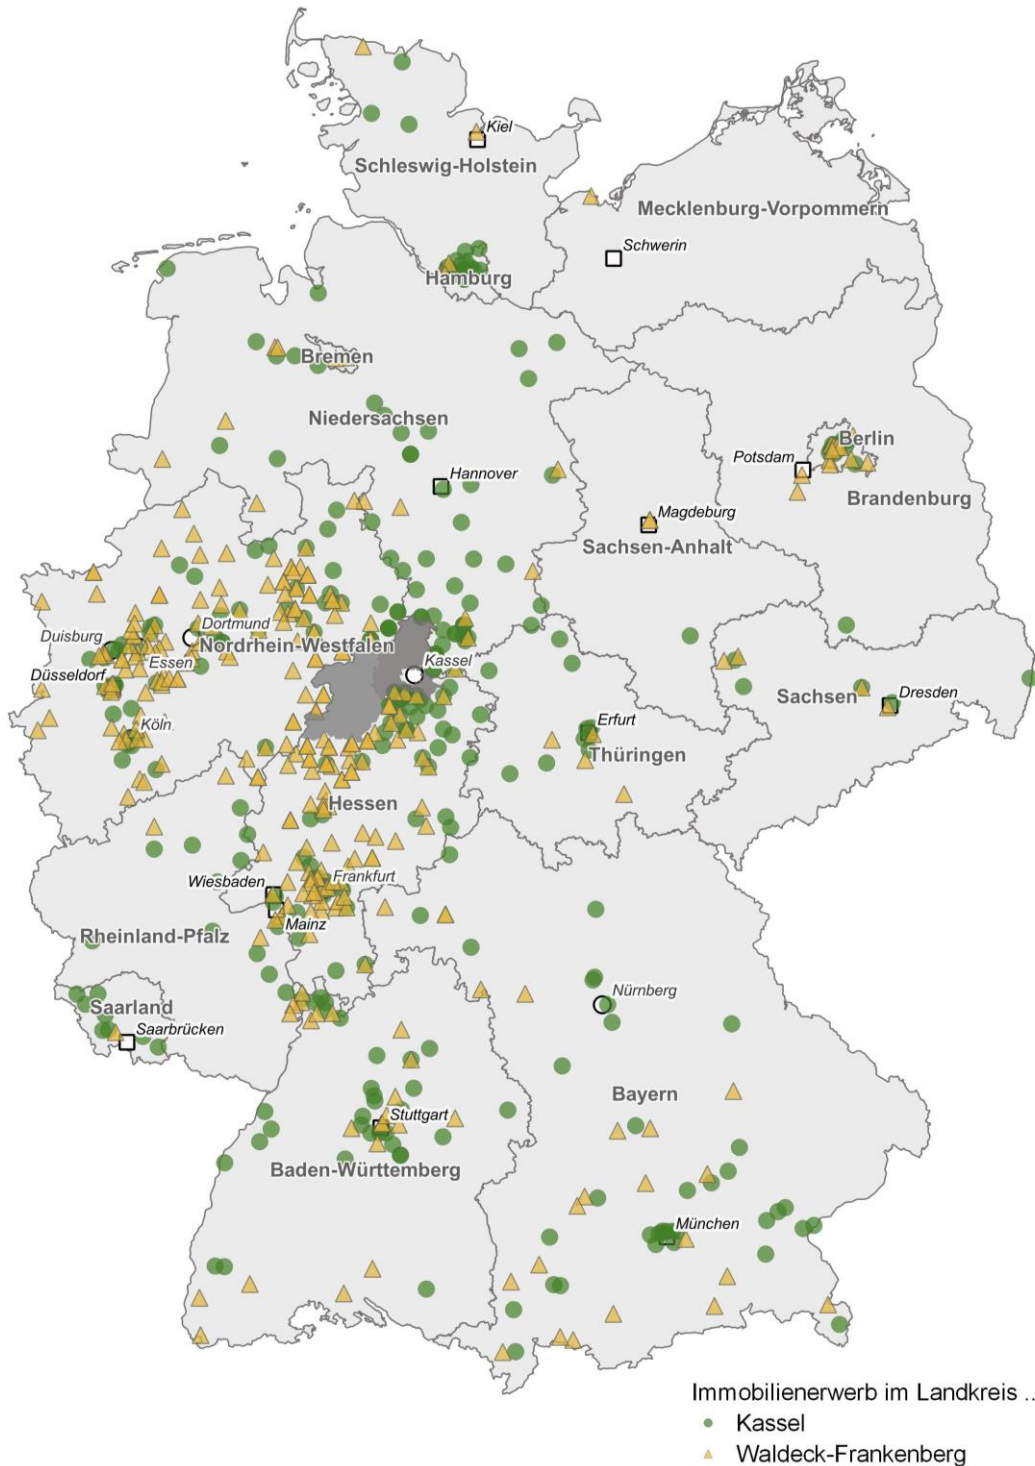 Kiel
Schleswig-Holstein
Mecklenburg-Vorpommern
Schwerin
Hamburg
Bremen
Niedersachsen
Berlin
Potsdam
Hannover
Brandenburg
Magdeburg
Sachsen-Anhalt
Dortmund
Duisburg
Nordrhein-Westfalen
Essen
Kassel
Düsseldorf
Sachsen
Dresden
Köln
Erfurt
Thüringen
Hessen
Wiesbaden
Frankfurt
Mainz
Rheinland-Pfalz
Nürnberg
Saarland
Saarbrücken
Bayern
Stuttgart
Baden-Württemberg
München
Immobilienerwerb im Landkreis ..
Kassel
Waldeck-Frankenberg